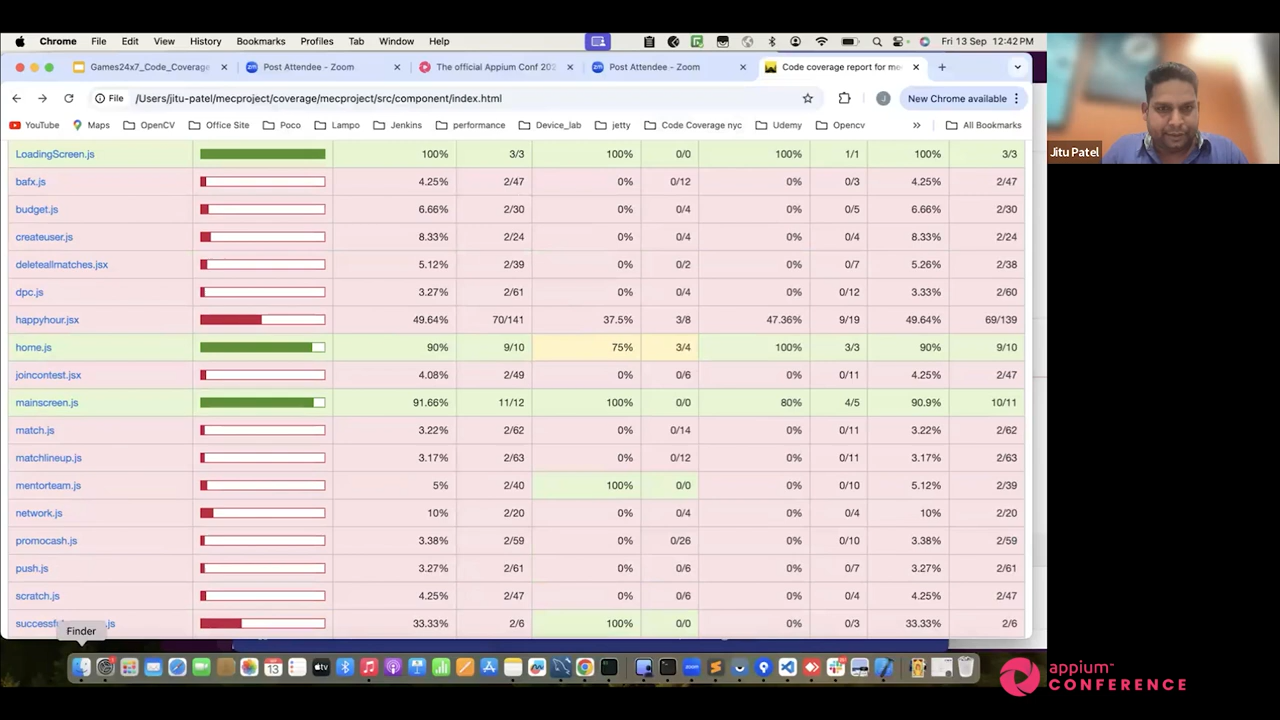 Chrome File Edit View History Bookmarks Profiles Tab Window Help Fri 13 Sep 12:42 PM
Games24x7_Code_Coverage Post Attendee - Zoom The official Appium Conf 202 Post Attendee - Zoom Code coverage report for me
File /Users/jitu-patel/mecproject/coverage/mecproject/src/component/index.html J New Chrome available
YouTube Maps OpenCV Office Site Poco Lampo Jenkins performance Device_lab jetty Code Coverage nyc Udemy Opencv » All Bookmarks
LoadingScreen.js 100% 3/3 100% 0/0 100% 1/1 100% 3/3
bafx.js 4.25% 2/47 0% 0/12 0% 0/3 4.25% 2/47
budget.js 6.66% 2/30 0% 0/4 0% 0/5 6.66% 2/30
createuser.js 8.33% 2/24 0% 0/4 0% 0/4 8.33% 2/24
deleteallmatches.jsx 5.12% 2/39 0% 0/2 0% 0/7 5.26% 2/38
dpc.js 3.27% 2/61 0% 0/4 0% 0/12 3.33% 2/60
happyhour.jsx 49.64% 70/141 37.5% 3/8 47.36% 9/19 49.64% 69/139
home.js 90% 9/10 75% 3/4 100% 3/3 90% 9/10
joincontest.jsx 4.08% 2/49 0% 0/6 0% 0/11 4.25% 2/47
mainscreen.js 91.66% 11/12 100% 0/0 80% 4/5 90.9% 10/11
match.js 3.22% 2/62 0% 0/14 0% 0/11 3.22% 2/62
matchlineup.js 3.17% 2/63 0% 0/12 0% 0/11 3.17% 2/63
mentorteam.js 5% 2/40 100% 0/0 0% 0/10 5.12% 2/39
network.js 10% 2/20 0% 0/4 0% 0/4 10% 2/20
promocash.js 3.38% 2/59 0% 0/26 0% 0/10 3.38% 2/59
push.js 3.27% 2/61 0% 0/6 0% 0/7 3.27% 2/61
scratch.js 4.25% 2/47 0% 0/6 0% 0/4 4.25% 2/47
33.33% 2/6 100% 0/0 0% 0/3 33.33% 2/6
Finder
Jitu Patel
appium
CONFERENCE